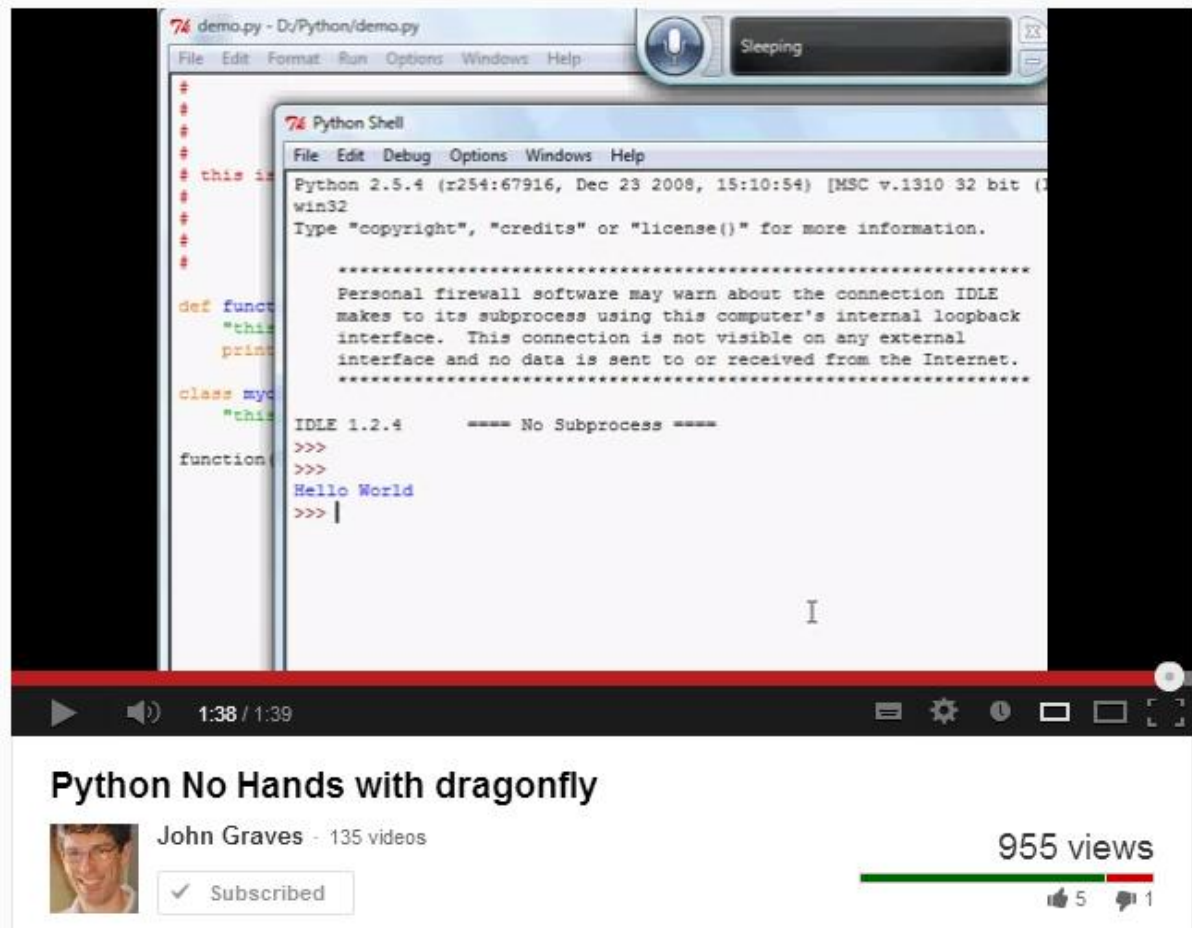 demo.py - D:/Python/demo.py
Sleeping
File Edit Format Run Options Windows Help
#
#
#
#
# this is
#
#
#
#
def funct
"this
print
class myc
"this
function(
Python Shell
File Edit Debug Options Windows Help
Python 2.5.4 (r254:67916, Dec 23 2008, 15:10:54) [MSC v.1310 32 bit (
win32
Type "copyright", "credits" or "license()" for more information.
****************************************************************
Personal firewall software may warn about the connection IDLE
makes to its subprocess using this computer's internal loopback
interface. This connection is not visible on any external
interface and no data is sent to or received from the Internet.
****************************************************************
IDLE 1.2.4 ==== No Subprocess ====
>>>
>>>
Hello World
>>>
1:38 / 1:39
Python No Hands with dragonfly
John Graves - 135 videos
955 views
Subscribed
5 1